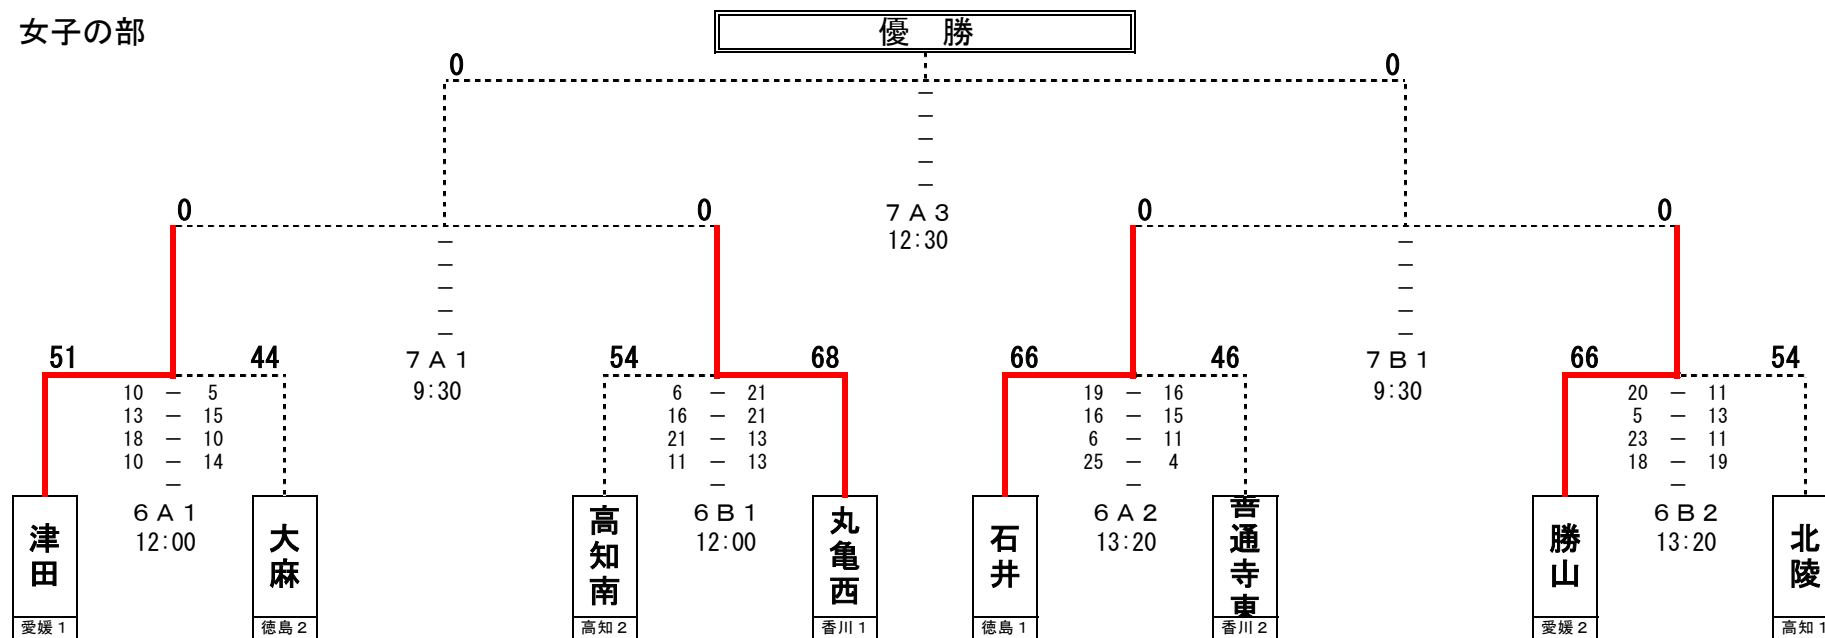 女子の部
優　勝
0
0
7Ａ3
12:30
0
0
0
0
51
44
7Ａ1
9:30
54
68
66
46
7Ｂ1
9:30
66
54
10 － 5
13 － 15
18 － 10
10 － 14
－
6Ａ1
12:00
6 － 21
16 － 21
21 － 13
11 － 13
－
6Ｂ1
12:00
19 － 16
16 － 15
6 － 11
25 － 4
－
6Ａ2
13:20
20 － 11
5 － 13
23 － 11
18 － 19
－
6Ｂ2
13:20
津田
大麻
高知南
丸亀西
石井
善通寺東
勝山
北陵
愛媛1
徳島2
高知2
香川1
徳島1
香川2
愛媛2
高知1